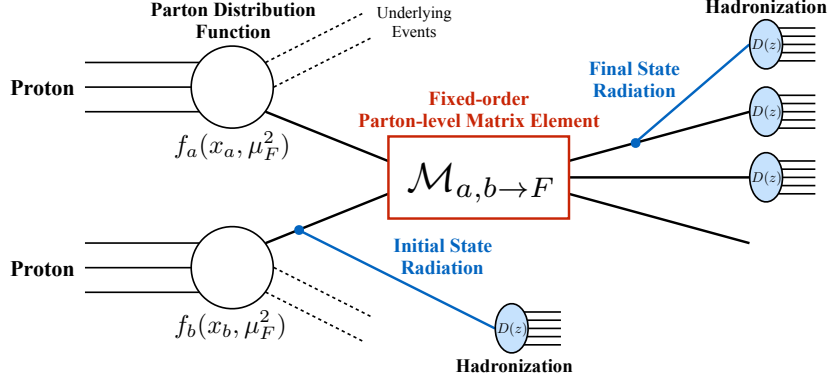 Parton Distribution
Function
Underlying
Events
Hadronization
D(z)
Proton
f_a(x_a, μ_F^2)
Fixed-order
Parton-level Matrix Element
Final State
Radiation
D(z)
M_{a,b→F}
D(z)
Proton
Initial State
Radiation
f_b(x_b, μ_F^2)
D(z)
Hadronization